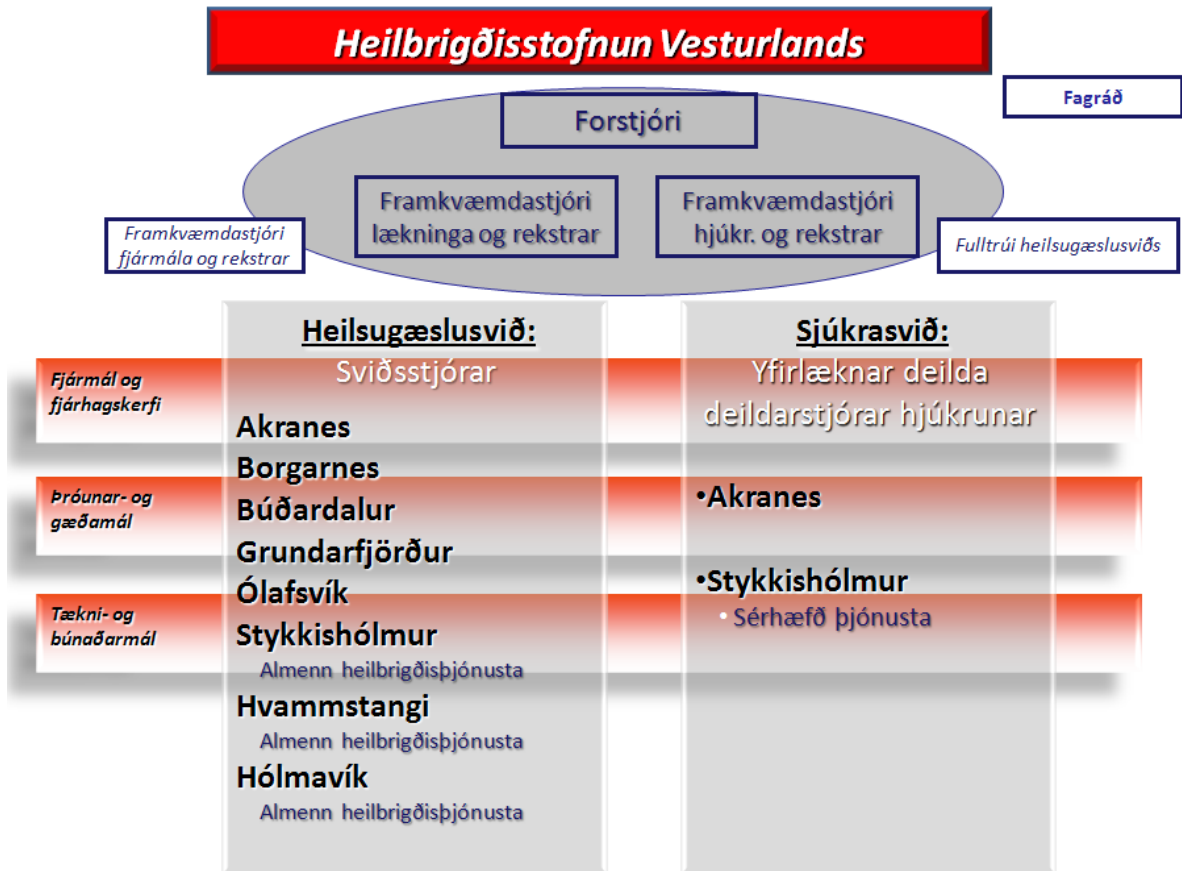 Heilbrigðisstofnun Vesturlands
Fagráð
Forstjóri
Framkvæmdastjóri
lækninga og rekstrar
Framkvæmdastjóri
hjúkr. og rekstrar
Framkvæmdastjóri
fjármála og rekstrar
Fulltrúi heilsugæslusviðs
Heilsugæslusvið:
Sviðsstjórar
Akranes
Borgarnes
Búðardalur
Grundarfjörður
Ólafsvík
Stykkishólmur
Almenn heilbrigðisþjónusta
Hvammstangi
Almenn heilbrigðisþjónusta
Hólmavík
Almenn heilbrigðisþjónusta
Sjúkrasvið:
Yfirlæknar deilda
deildarstjórar hjúkrunar
•Akranes
•Stykkishólmur
• Sérhæfð þjónusta
Fjármál og
fjárhagskerfi
Þróunar- og
gæðamál
Tækni- og
búnaðarmál